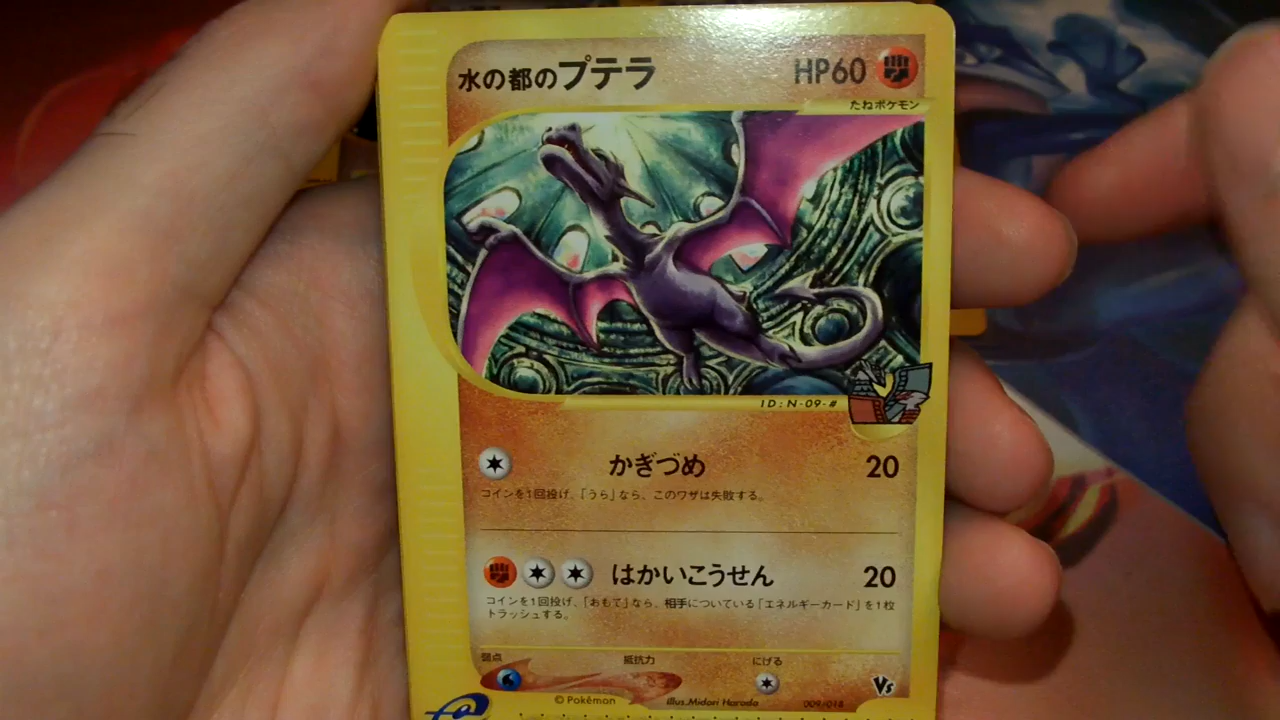 水の都のプテラ HP60
たねポケモン
ID:N-09-#
かぎづめ 20
コインを1回投げ、「うら」なら、このワザは失敗する。
はかいこうせん 20
コインを1回投げ、「おもて」なら、相手についている「エネルギーカード」を1枚
トラッシュする。
弱点 抵抗力 にげる
© Pokémon Illus. Midori Harada 009/018 Vs
e